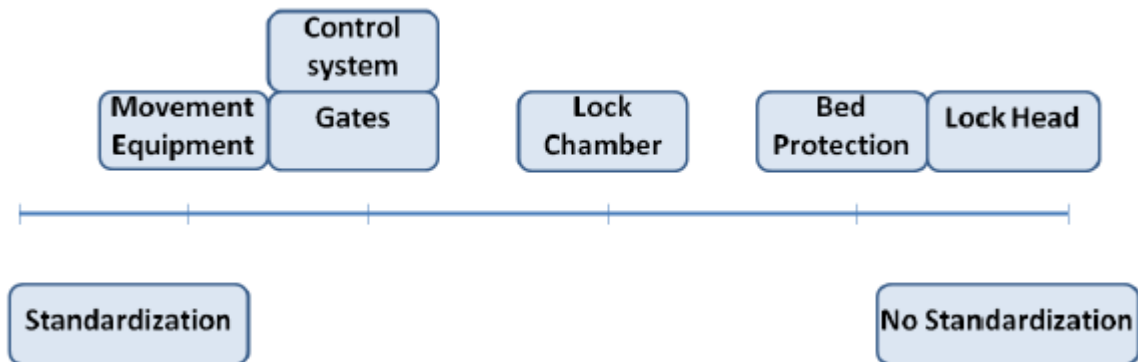 Control
system
Movement
Equipment
Gates
Lock
Chamber
Bed
Protection
Lock Head
Standardization
No Standardization